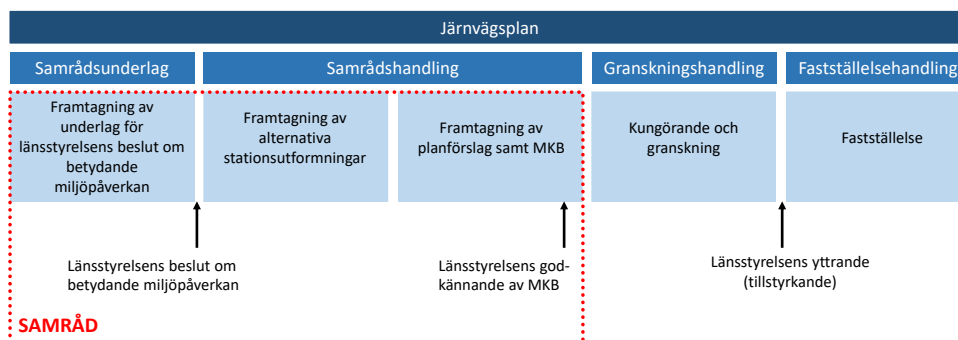 Järnvägsplan
Samrådsunderlag
Samrådshandling
Granskningshandling
Fastställelsehandling
Framtagning av
underlag för
länsstyrelsens beslut om
betydande
miljöpåverkan
Framtagning av
alternativa
stationsutformningar
Framtagning av
planförslag samt MKB
Kungörande och
granskning
Fastställelse
Länsstyrelsens beslut om
betydande miljöpåverkan
Länsstyrelsens god-
kännande av MKB
Länsstyrelsens yttrande
(tillstyrkande)
SAMRÅD